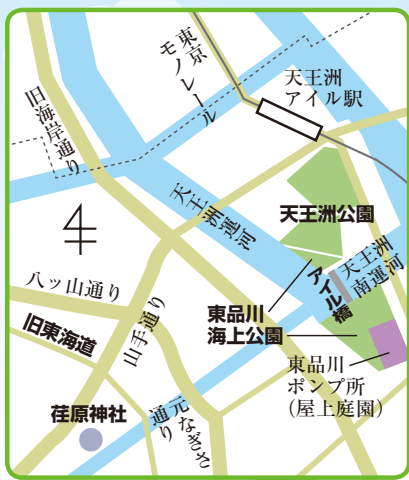 東京
モノレール
天王洲
アイル駅
旧海岸通り
天王洲運河
天王洲公園
天王洲
南運河
アイル橋
八ッ山通り
山手通り
東品川
海上公園
旧東海道
東品川
ポンプ所
(屋上庭園)
荏原神社
元なぎさ
通り